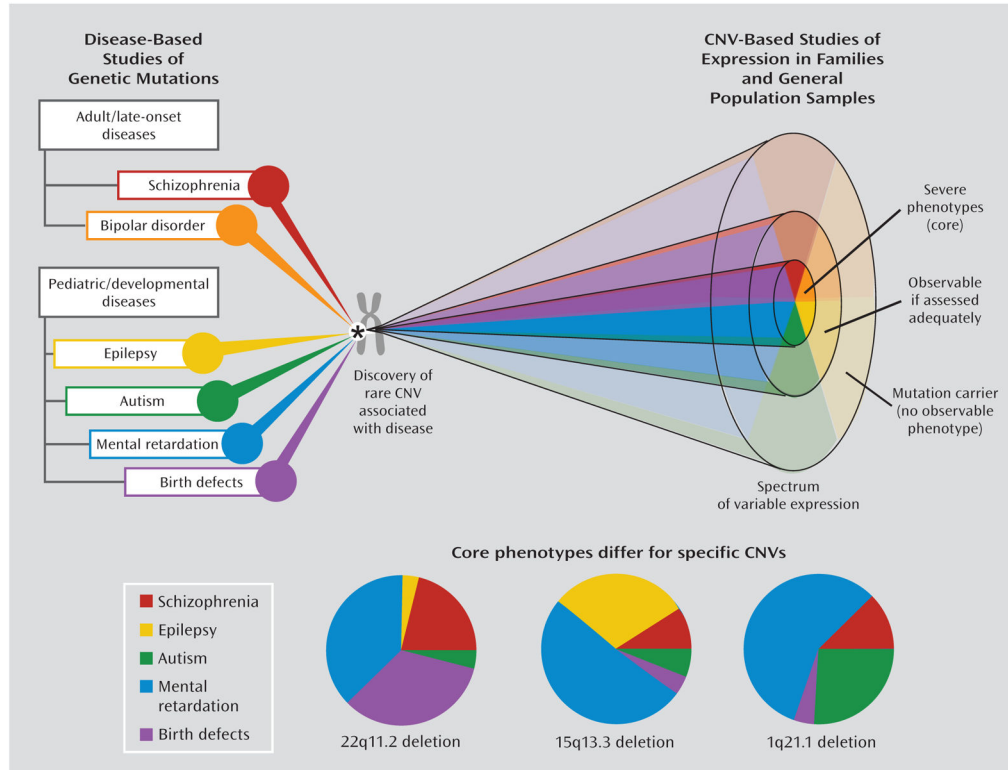 Disease-Based
Studies of
Genetic Mutations
Adult/late-onset
diseases
Schizophrenia
Bipolar disorder
Pediatric/developmental
diseases
Epilepsy
Autism
Mental retardation
Birth defects
*
Discovery of
rare CNV
associated
with disease
CNV-Based Studies of
Expression in Families
and General
Population Samples
Severe
phenotypes
(core)
Observable
if assessed
adequately
Mutation carrier
(no observable
phenotype)
Spectrum
of variable expression
Core phenotypes differ for specific CNVs
Schizophrenia
Epilepsy
Autism
Mental
retardation
Birth defects
22q11.2 deletion
15q13.3 deletion
1q21.1 deletion